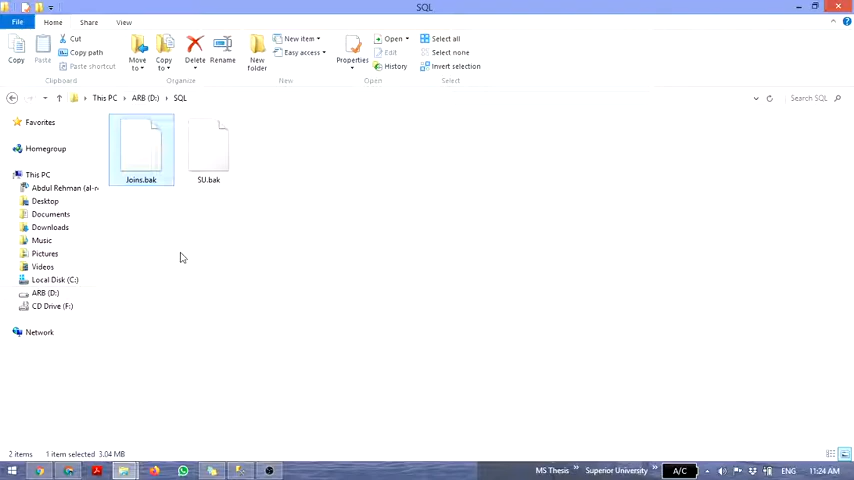 SQL
File Home Share View
Copy
Paste
Cut
Copy path
Paste shortcut
Move to
Copy to
Delete
Rename
New folder
New item
Easy access
Properties
Open
Edit
History
Select all
Select none
Invert selection
Clipboard Organize New Open Select
This PC ARB (D:) SQL
Search SQL
Favorites
Homegroup
This PC
Abdul Rehman (al-r
Desktop
Documents
Downloads
Music
Pictures
Videos
Local Disk (C:)
ARB (D:)
CD Drive (F:)
Network
Joins.bak
SU.bak
2 items 1 item selected 3.04 MB
MS Thesis Superior University A/C ENG 11:24 AM